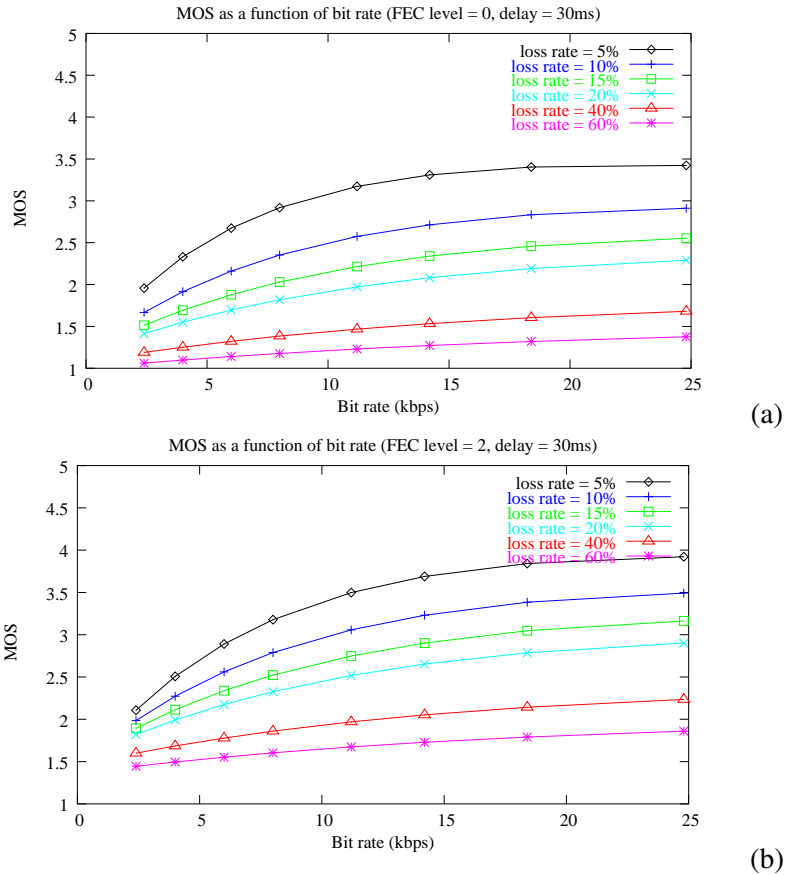 MOS as a function of bit rate (FEC level = 0, delay = 30ms)
5
4.5
4
3.5
3
2.5
2
1.5
1
MOS
loss rate = 5%
loss rate = 10%
loss rate = 15%
loss rate = 20%
loss rate = 40%
loss rate = 60%
0 5 10 15 20 25
Bit rate (kbps)
(a)
MOS as a function of bit rate (FEC level = 2, delay = 30ms)
5
4.5
4
3.5
3
2.5
2
1.5
1
MOS
loss rate = 5%
loss rate = 10%
loss rate = 15%
loss rate = 20%
loss rate = 40%
loss rate = 60%
0 5 10 15 20 25
Bit rate (kbps)
(b)